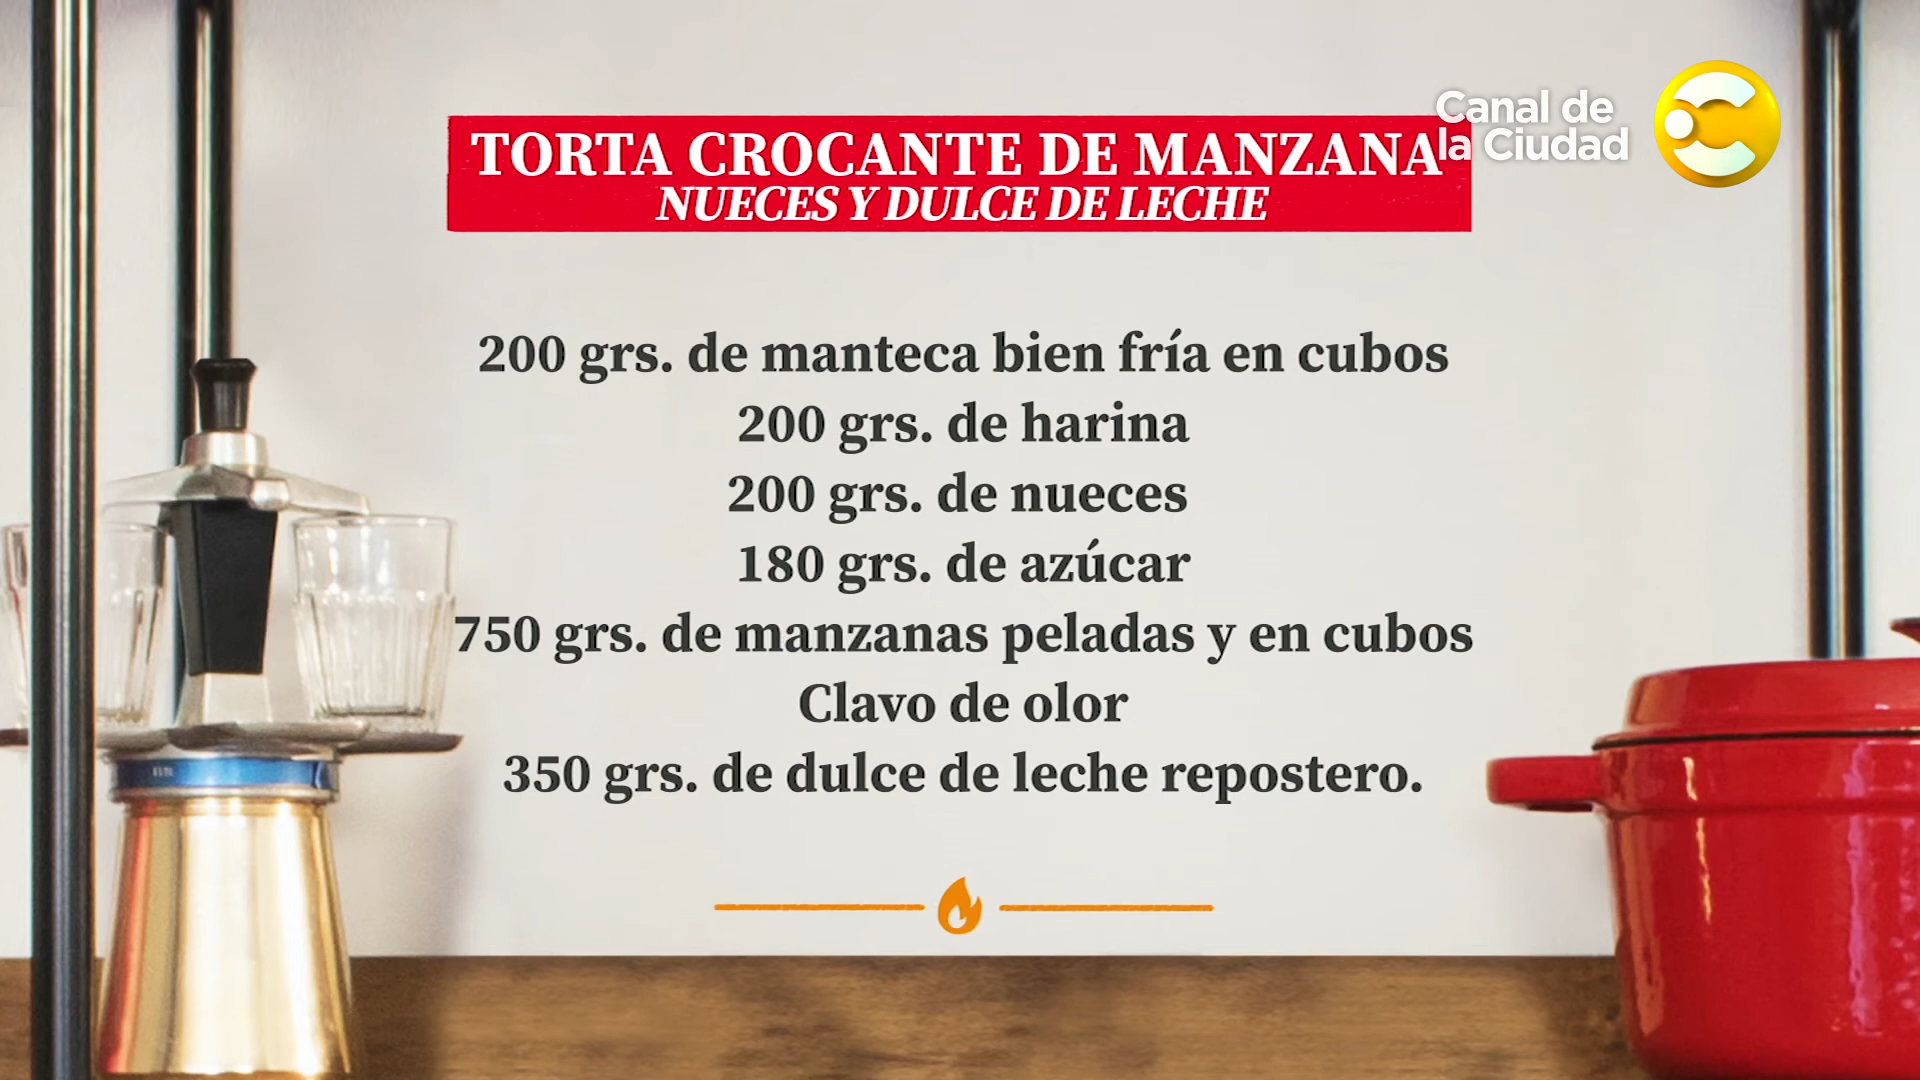 TORTA CROCANTE DE MANZANA
NUECES Y DULCE DE LECHE
Canal de
la Ciudad
200 grs. de manteca bien fría en cubos
200 grs. de harina
200 grs. de nueces
180 grs. de azúcar
750 grs. de manzanas peladas y en cubos
Clavo de olor
350 grs. de dulce de leche repostero.